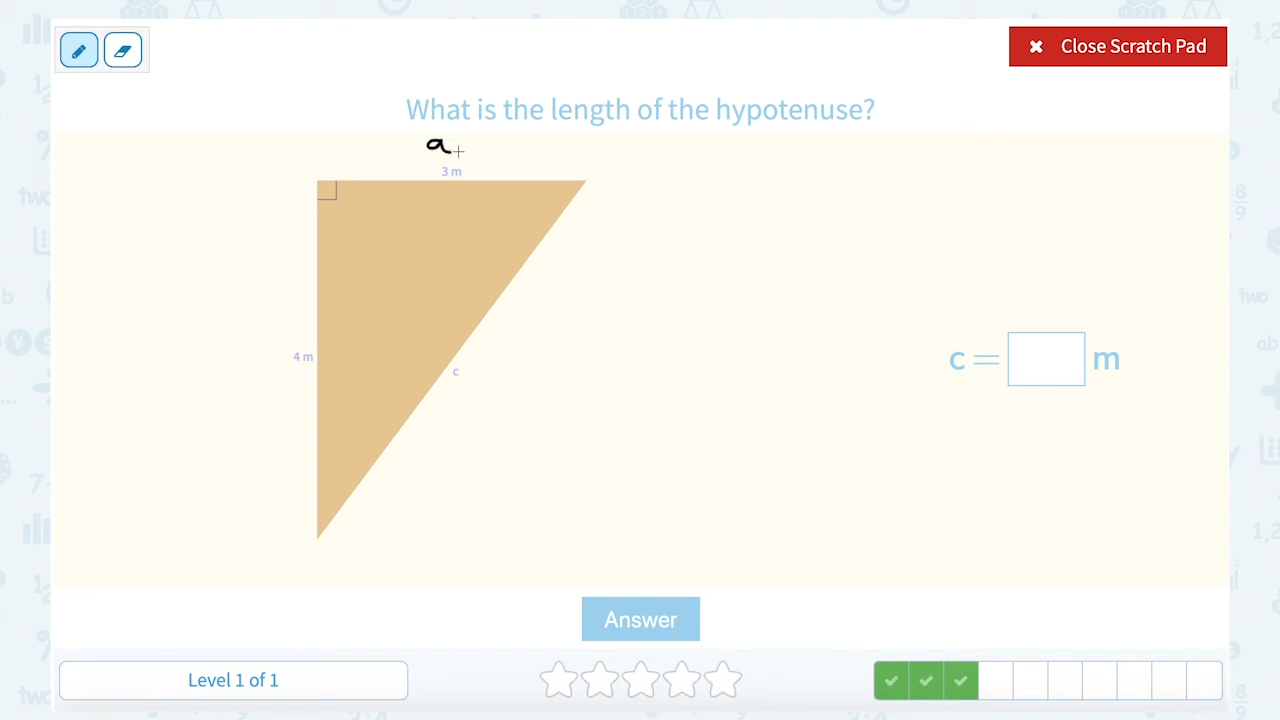 Close Scratch Pad
What is the length of the hypotenuse?
a
3 m
4 m
c
c = m
Answer
Level 1 of 1